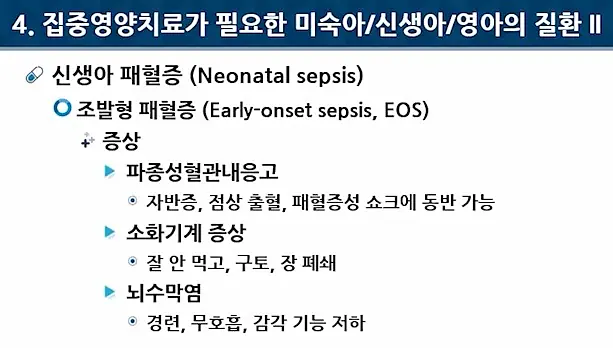 4. 집중영양치료가 필요한 미숙아/신생아/영아의 질환 II
신생아 패혈증 (Neonatal sepsis)
조발형 패혈증 (Early-onset sepsis, EOS)
증상
파종성혈관내응고
자반증, 점상 출혈, 패혈증성 쇼크에 동반 가능
소화기계 증상
잘 안 먹고, 구토, 장 폐쇄
뇌수막염
경련, 무호흡, 감각 기능 저하